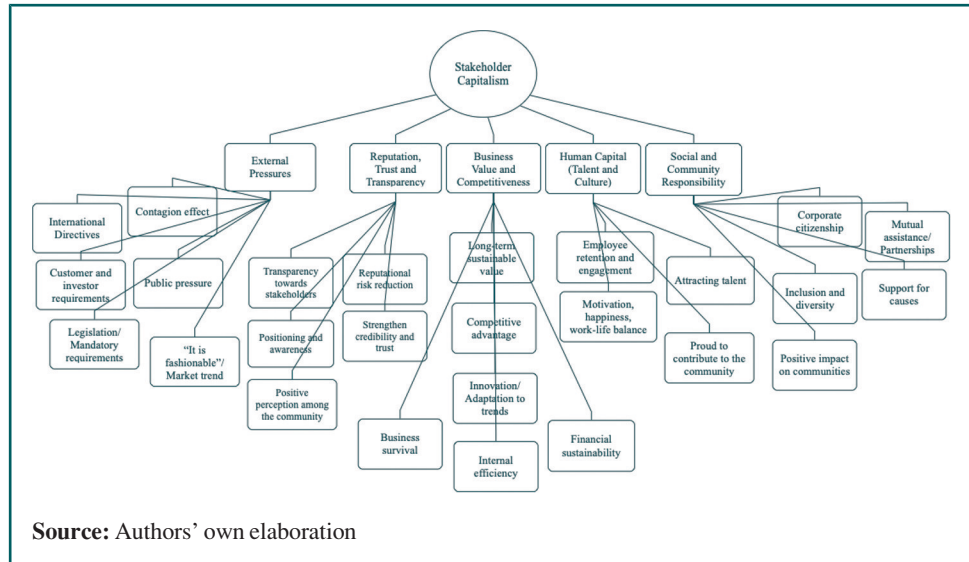 Stakeholder
Capitalism
External
Pressures
Reputation,
Trust and
Transparency
Business
Value and
Competitiveness
Human Capital
(Talent and
Culture)
Social and
Community
Responsibility
International
Directives
Contagion effect
Customer and
investor
requirements
Public pressure
Legislation/
Mandatory
requirements
“It is
fashionable”/
Market trend
Transparency
towards
stakeholders
Reputational
risk reduction
Positioning and
awareness
Strengthen
credibility and
trust
Positive
perception among
the community
Long-term
sustainable
value
Competitive
advantage
Innovation/
Adaptation to
trends
Business
survival
Internal
efficiency
Financial
sustainability
Employee
retention and
engagement
Attracting talent
Motivation,
happiness,
work-life balance
Proud to
contribute to the
community
Corporate
citizenship
Mutual
assistance/
Partnerships
Inclusion and
diversity
Support for
causes
Positive impact
on communities
Source: Authors’ own elaboration